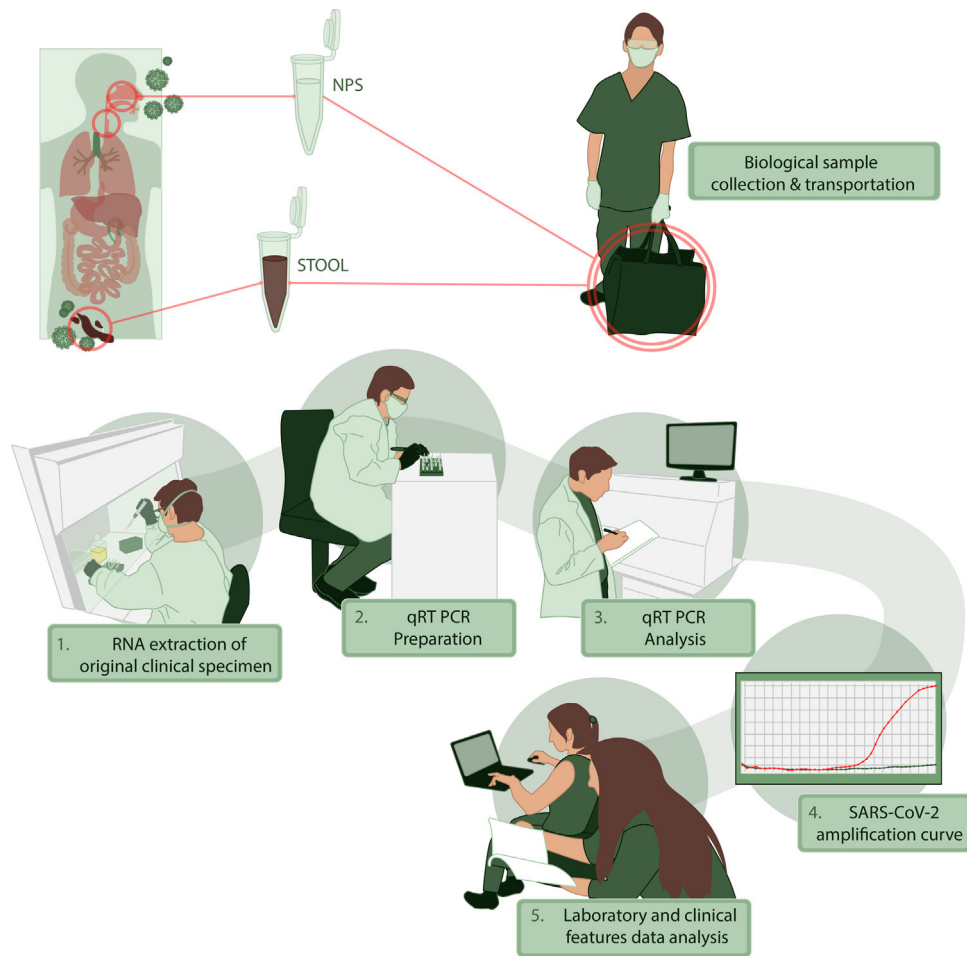 NPS
STOOL
Biological sample
collection & transportation
1. RNA extraction of
original clinical specimen
2. qRT PCR
Preparation
3. qRT PCR
Analysis
4. SARS-CoV-2
amplification curve
5. Laboratory and clinical
features data analysis